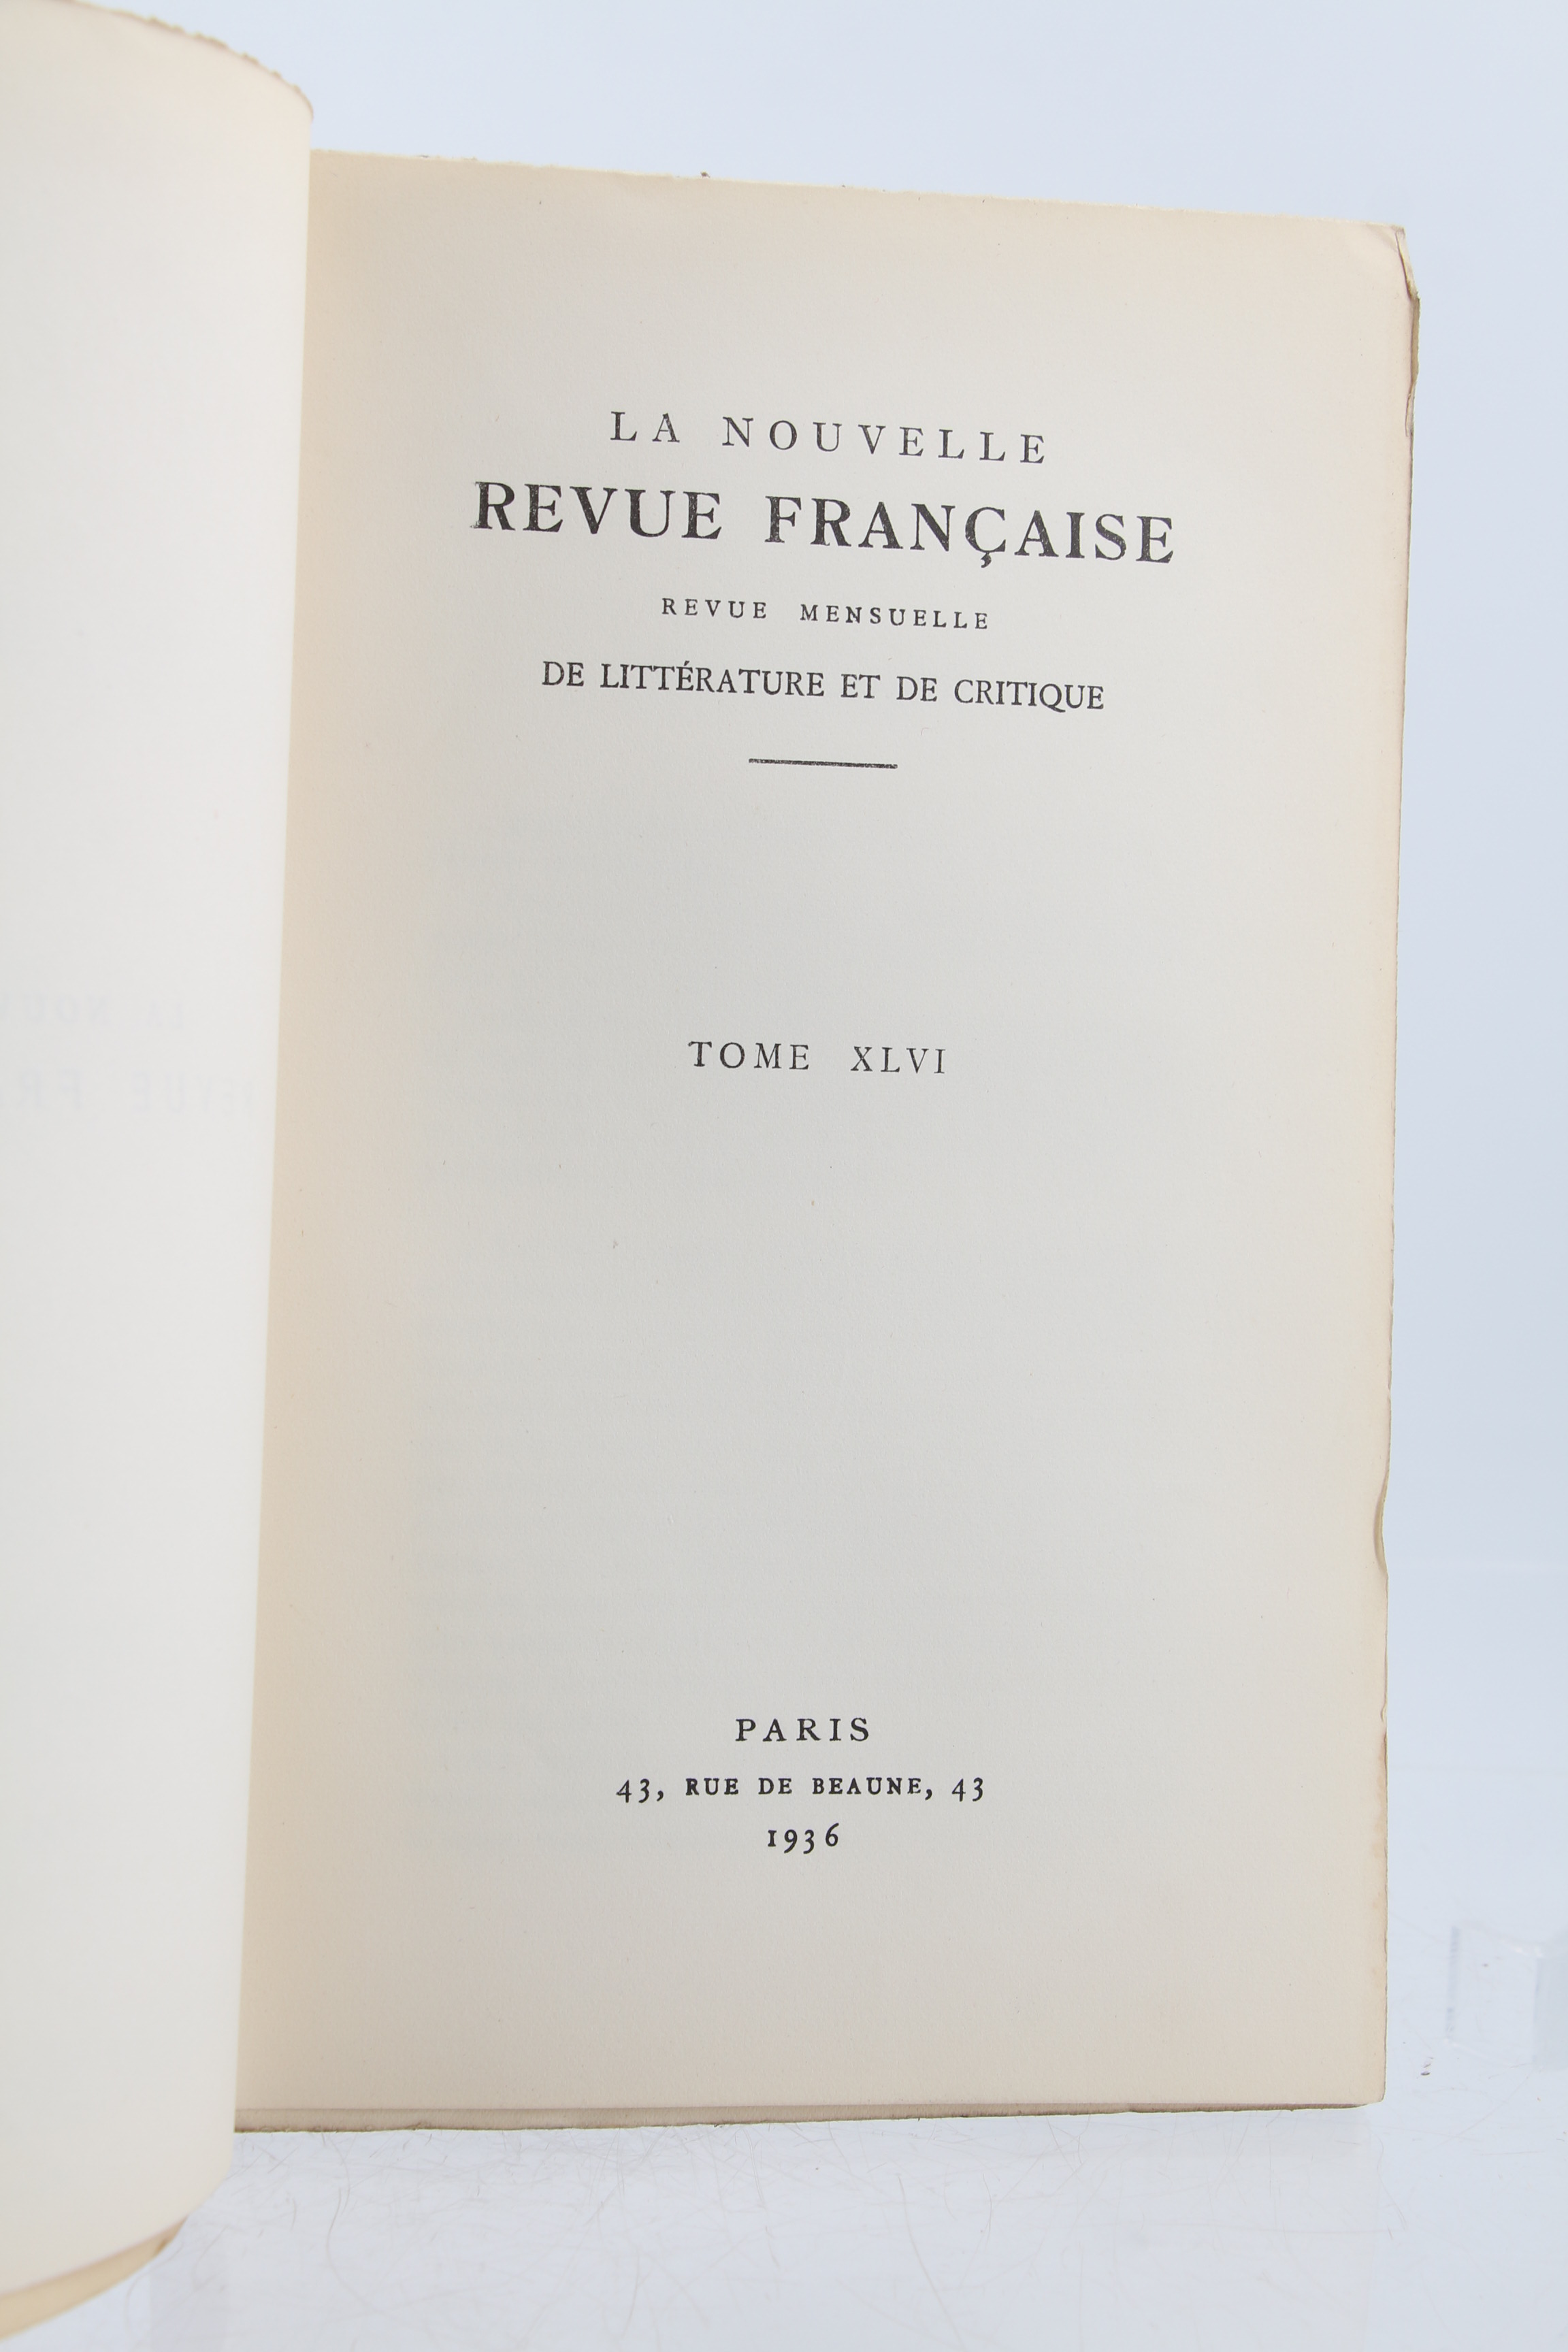 LA NOUVELLE
REVUE FRANÇAISE
REVUE MENSUELLE
DE LITTÉRATURE ET DE CRITIQUE
TOME XLVI
PARIS
43, RUE DE BEAUNE, 43
1936